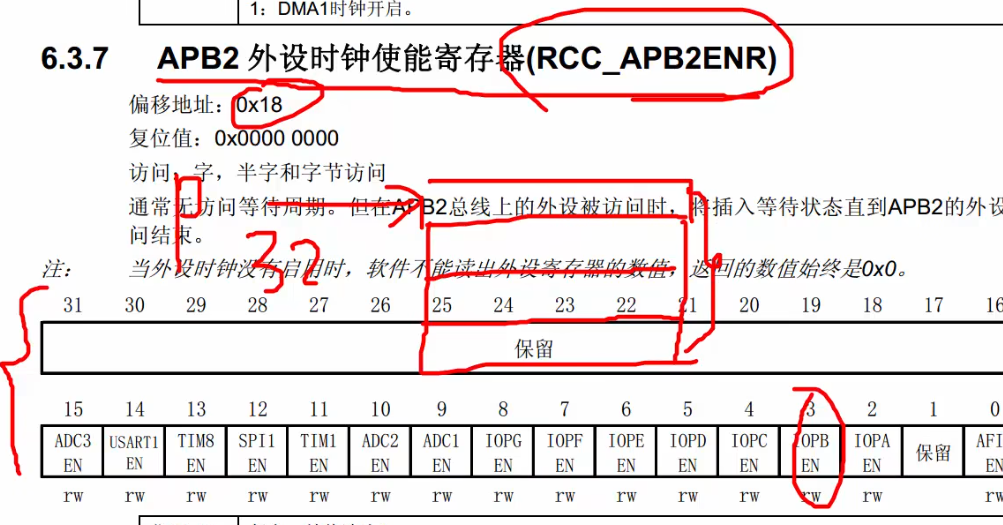 1：DMA1时钟开启。
6.3.7 APB2 外设时钟使能寄存器(RCC_APB2ENR)
偏移地址：0x18
复位值：0x0000 0000
访问：字，半字和字节访问
通常无访问等待周期。但在APB2总线上的外设被访问时，将插入等待状态直到APB2的外设
问结束。
32
注： 当外设时钟没有启用时，软件不能读出外设寄存器的数值，返回的数值始终是0x0。
31 30 29 28 27 26 25 24 23 22 21 20 19 18 17 16
保留
15 14 13 12 11 10 9 8 7 6 5 4 3 2 1 0
ADC3 USART1 TIM8 SPI1 TIM1 ADC2 ADC1 IOPG IOPF IOPE IOPD IOPC IOPB IOPA 保留 AFI
EN EN EN EN EN EN EN EN EN EN EN EN EN EN EN
rw rw rw rw rw rw rw rw rw rw rw rw rw rw rw